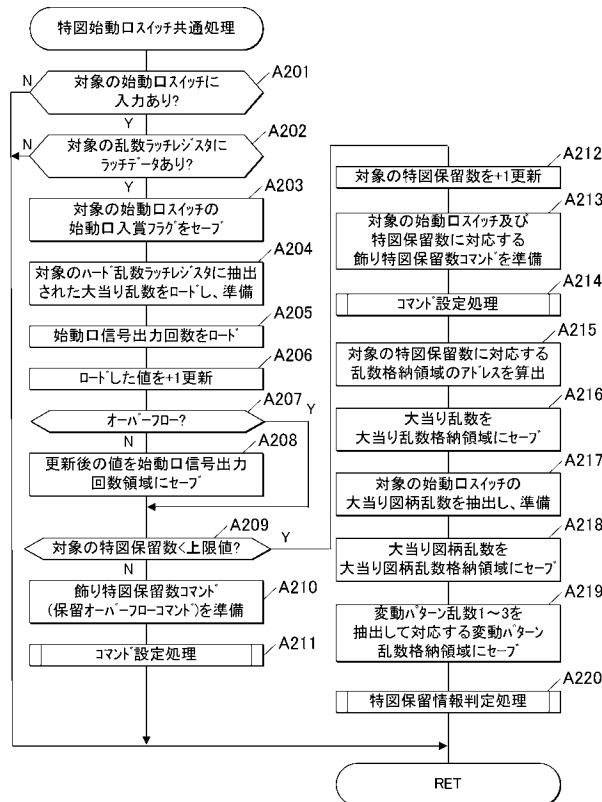 特図始動口スイッチ共通処理
A201
N
対象の始動口スイッチに
入力あり?
Y
A202
N
対象の乱数ラッチレジスタに
ラッチデータあり?
Y
A203
対象の始動口スイッチの
始動口入賞フラグをセーブ
A204
対象のハード乱数ラッチレジスタに抽出
された大当り乱数をロードし、準備
A205
始動口信号出力回数をロード
A206
ロードした値を+1更新
A207
オーバーフロー?
Y
N
A208
更新後の値を始動口信号出力
回数領域にセーブ
A209
対象の特図保留数<上限値?
Y
N
A210
飾り特図保留数コマンド
(保留オーバーフローコマンド)を準備
A211
コマンド設定処理
A212
対象の特図保留数を+1更新
A213
対象の始動口スイッチ及び
特図保留数に対応する
飾り特図保留数コマンドを準備
A214
コマンド設定処理
A215
対象の特図保留数に対応する
乱数格納領域のアドレスを算出
A216
大当り乱数を
大当り乱数格納領域にセーブ
A217
対象の始動口スイッチの
大当り図柄乱数を抽出し、準備
A218
大当り図柄乱数を
大当り図柄乱数格納領域にセーブ
A219
変動パターン乱数1~3を
抽出して対応する変動パターン
乱数格納領域にセーブ
A220
特図保留情報判定処理
RET